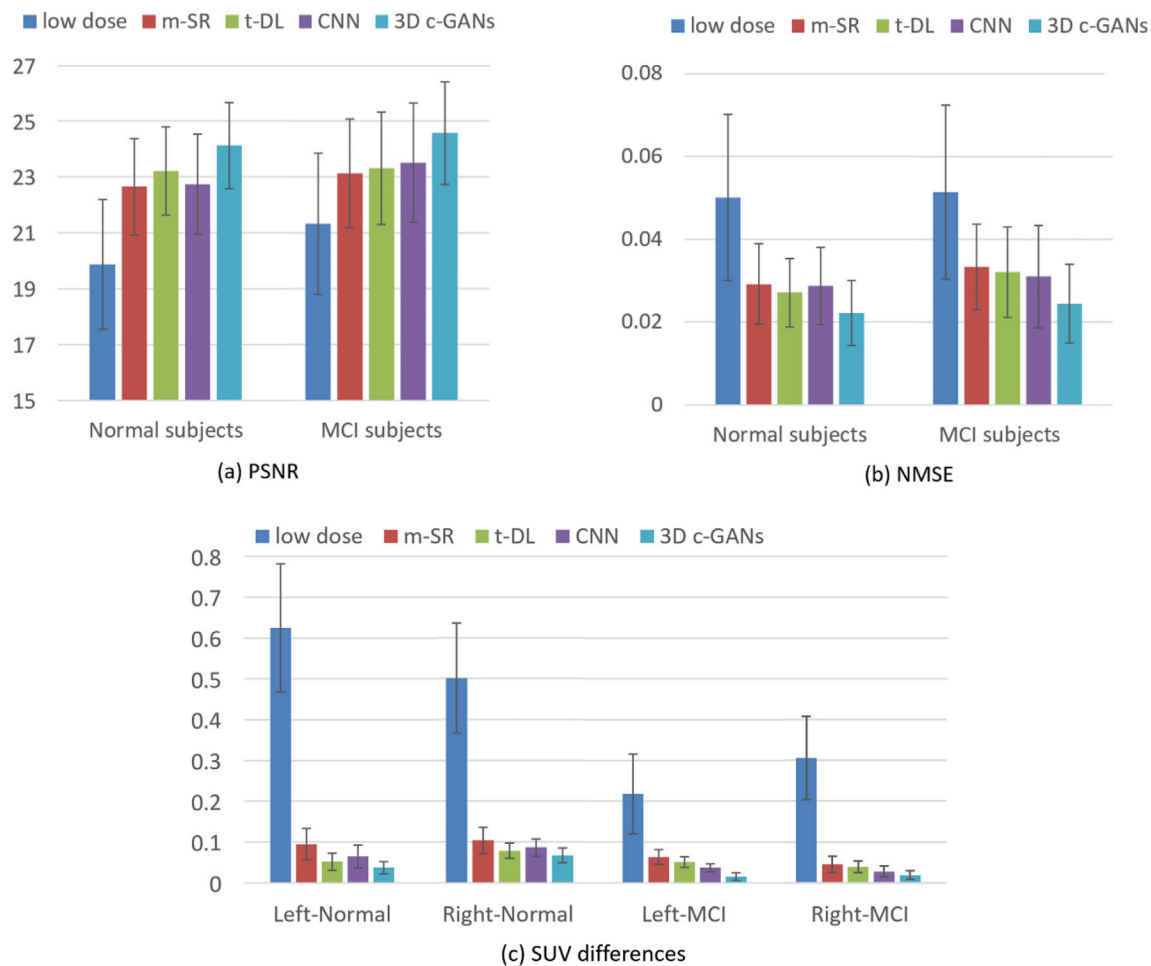 low dose m-SR t-DL CNN 3D c-GANs
27
25
23
21
19
17
15
Normal subjects MCI subjects
(a) PSNR
low dose m-SR t-DL CNN 3D c-GANs
0.08
0.06
0.04
0.02
0
Normal subjects MCI subjects
(b) NMSE
low dose m-SR t-DL CNN 3D c-GANs
0.8
0.7
0.6
0.5
0.4
0.3
0.2
0.1
0
Left-Normal Right-Normal Left-MCI Right-MCI
(c) SUV differences